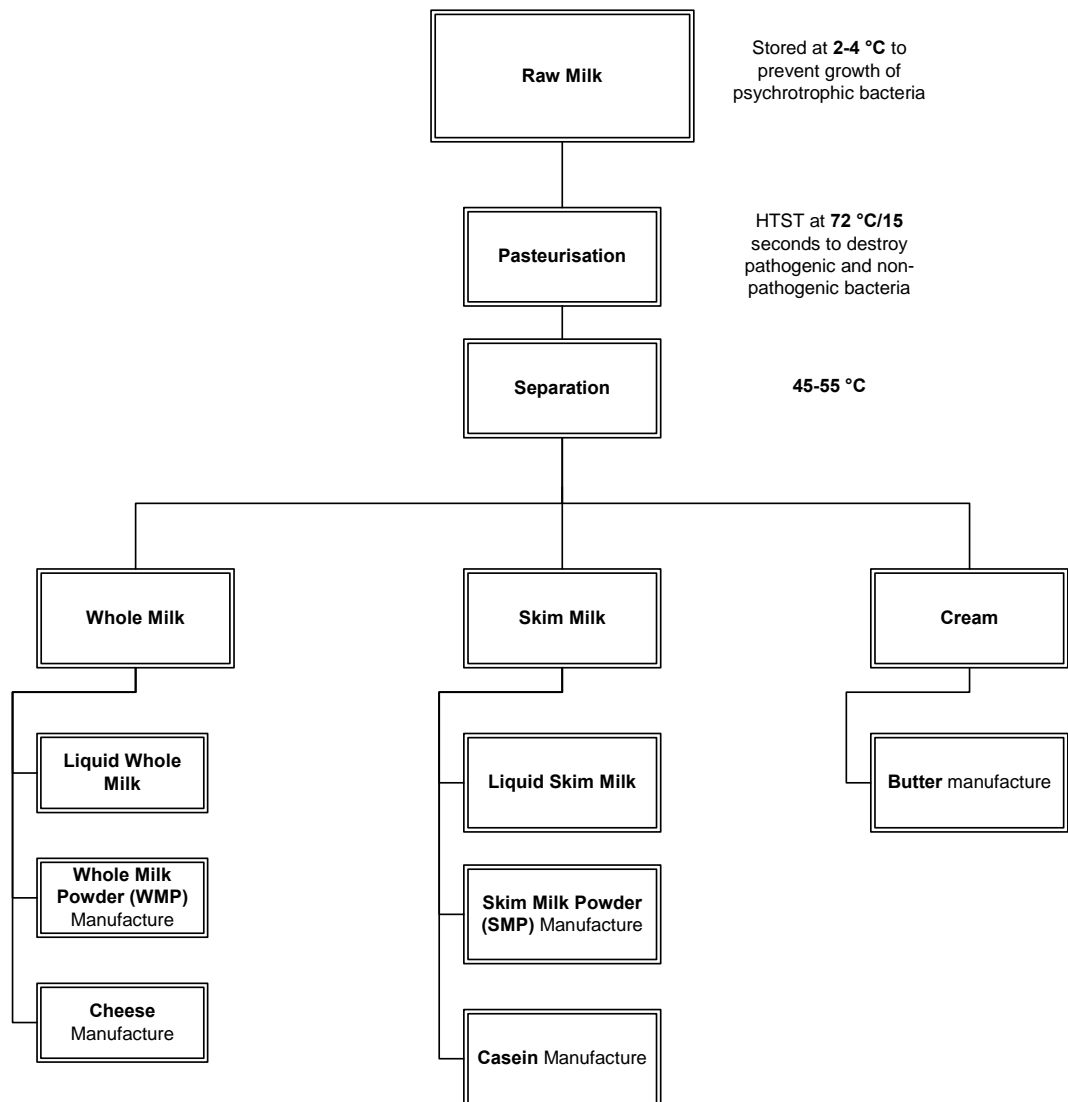 Raw Milk
Stored at 2-4 °C to
prevent growth of
psychrotrophic bacteria
Pasteurisation
HTST at 72 °C/15
seconds to destroy
pathogenic and non-
pathogenic bacteria
Separation
45-55 °C
Whole Milk
Skim Milk
Cream
Liquid Whole
Milk
Whole Milk
Powder (WMP)
Manufacture
Cheese
Manufacture
Liquid Skim Milk
Skim Milk Powder
(SMP) Manufacture
Casein Manufacture
Butter manufacture